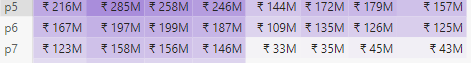 p5 ₹ 216M ₹ 285M ₹ 258M ₹ 246M ₹ 144M ₹ 172M ₹ 179M ₹ 157M
p6 ₹ 167M ₹ 197M ₹ 199M ₹ 187M ₹ 109M ₹ 135M ₹ 126M ₹ 125M
p7 ₹ 123M ₹ 158M ₹ 156M ₹ 146M ₹ 33M ₹ 35M ₹ 45M ₹ 43M